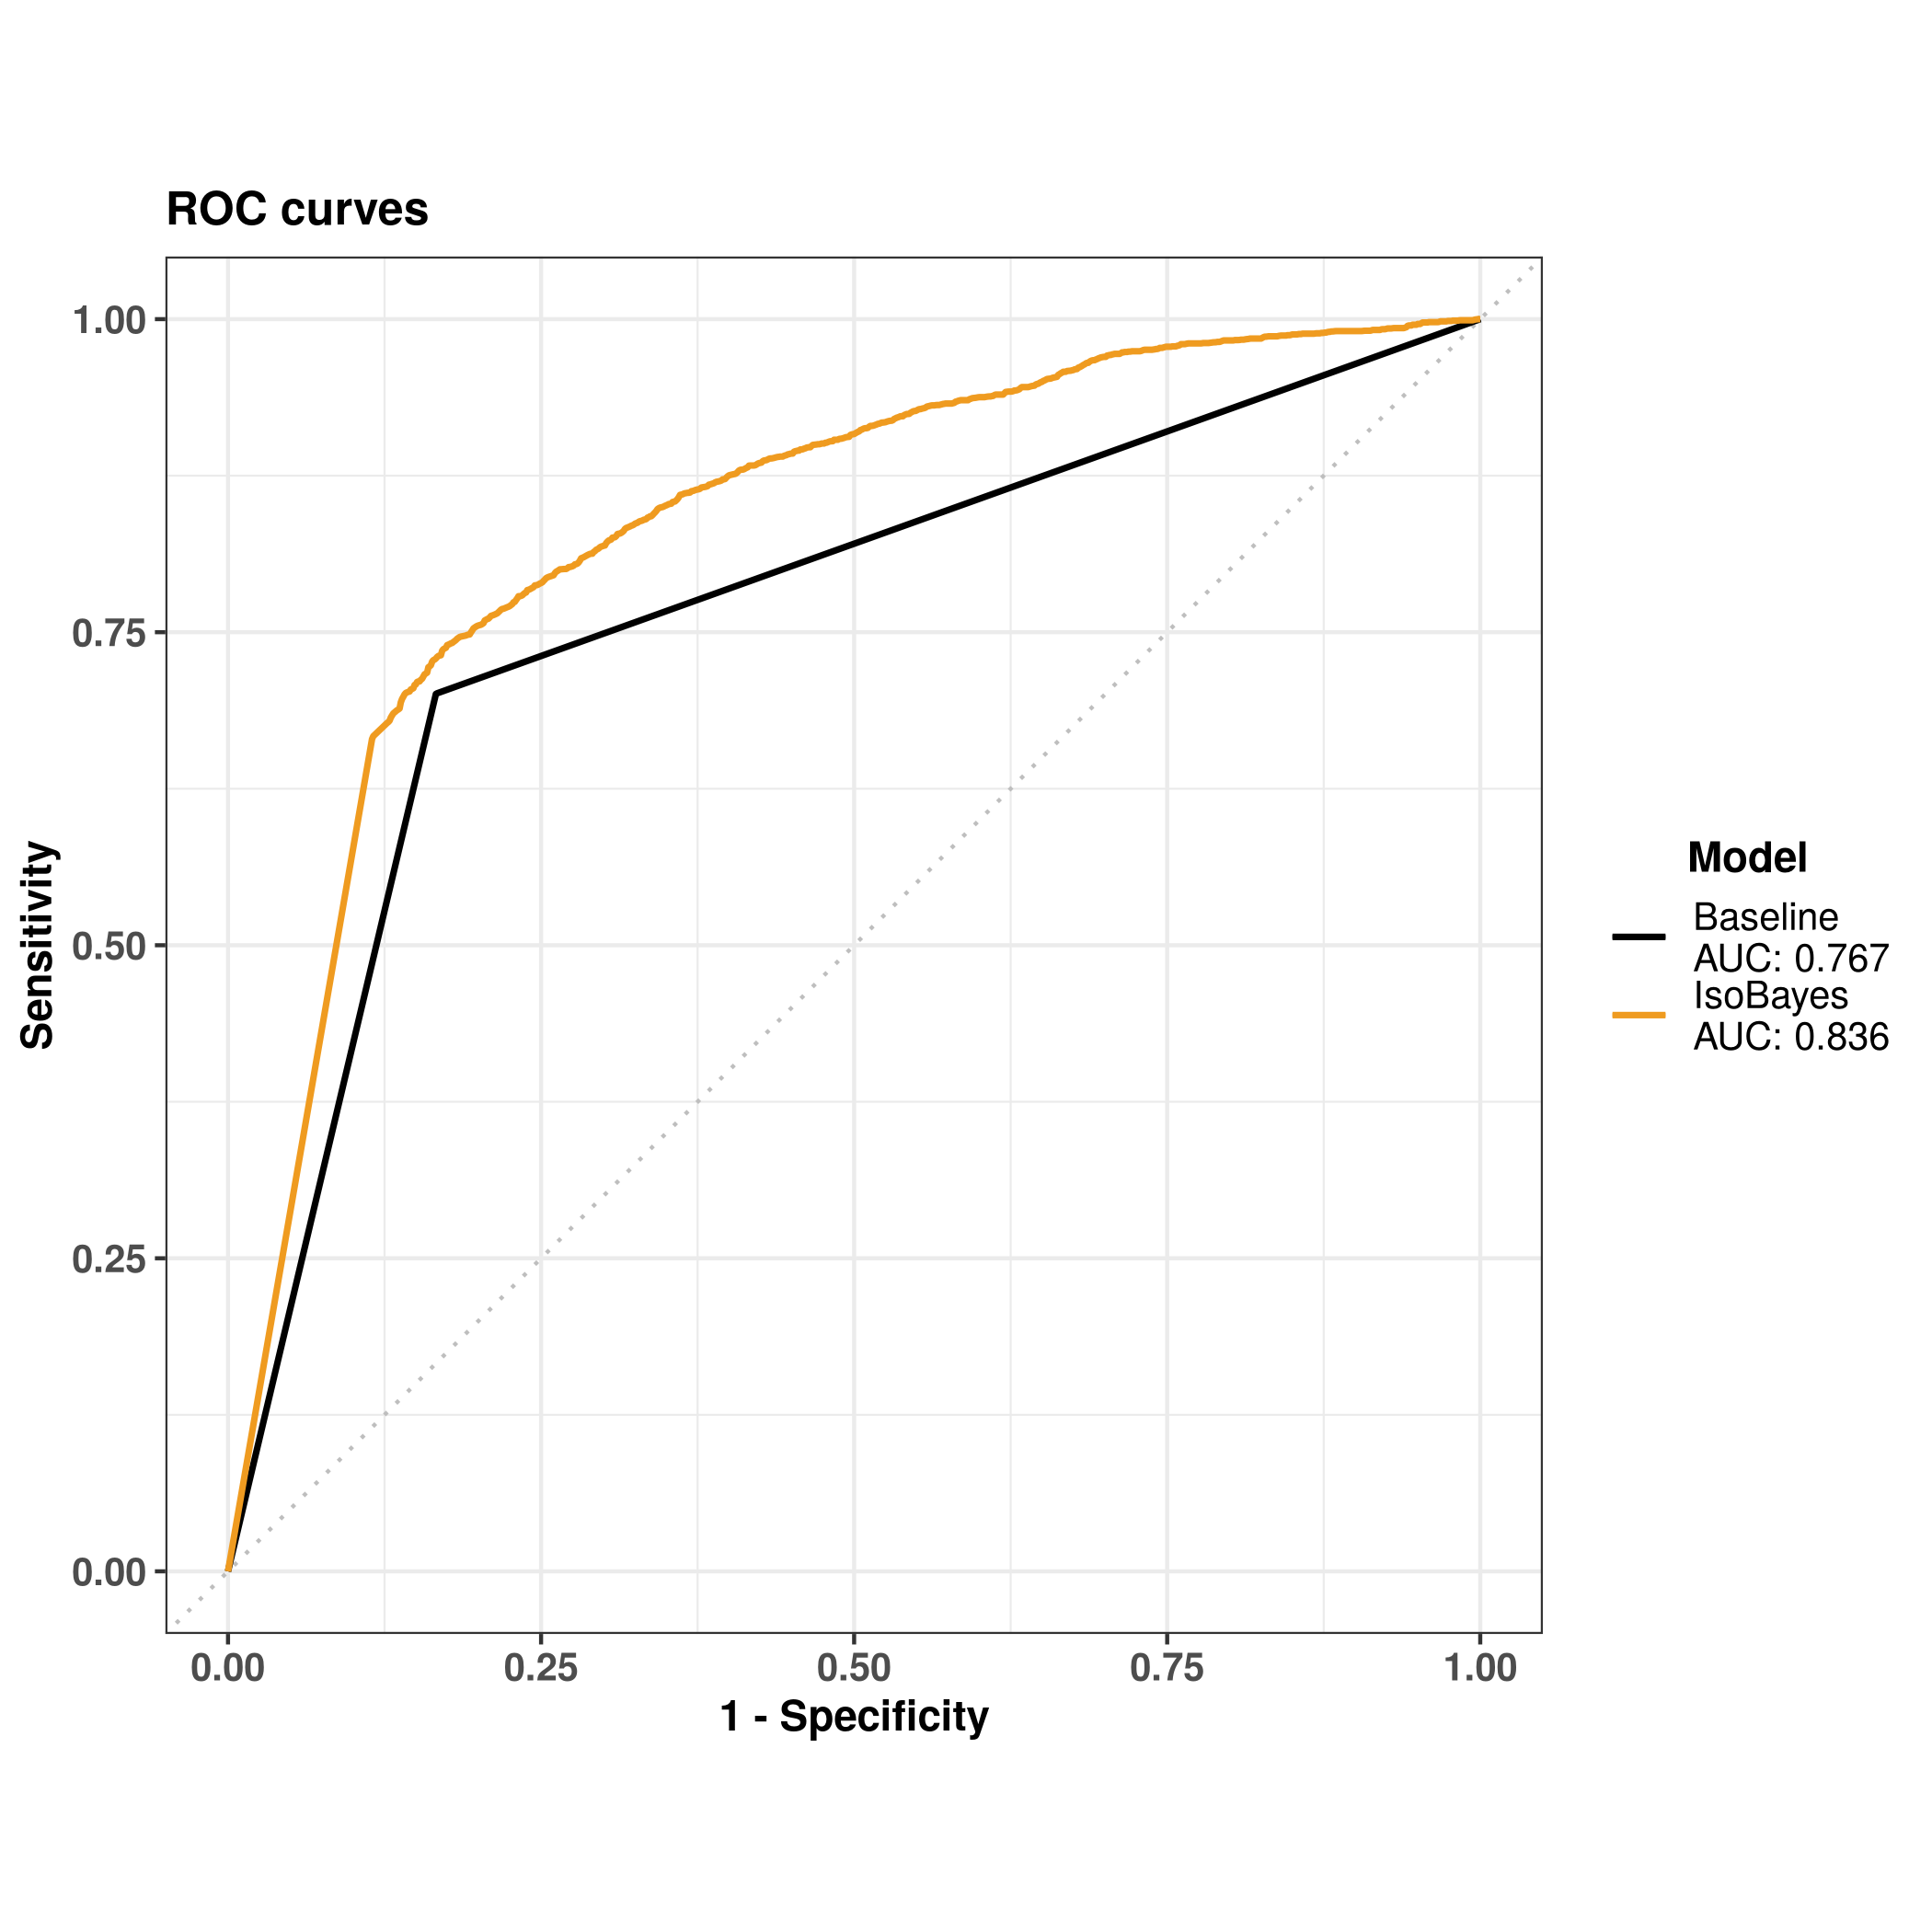 ROC curves
1.00
0.75
0.50
0.25
0.00
Sensitivity
0.00 0.25 0.50 0.75 1.00
1 - Specificity
Model
Baseline
AUC: 0.767
IsoBayes
AUC: 0.836